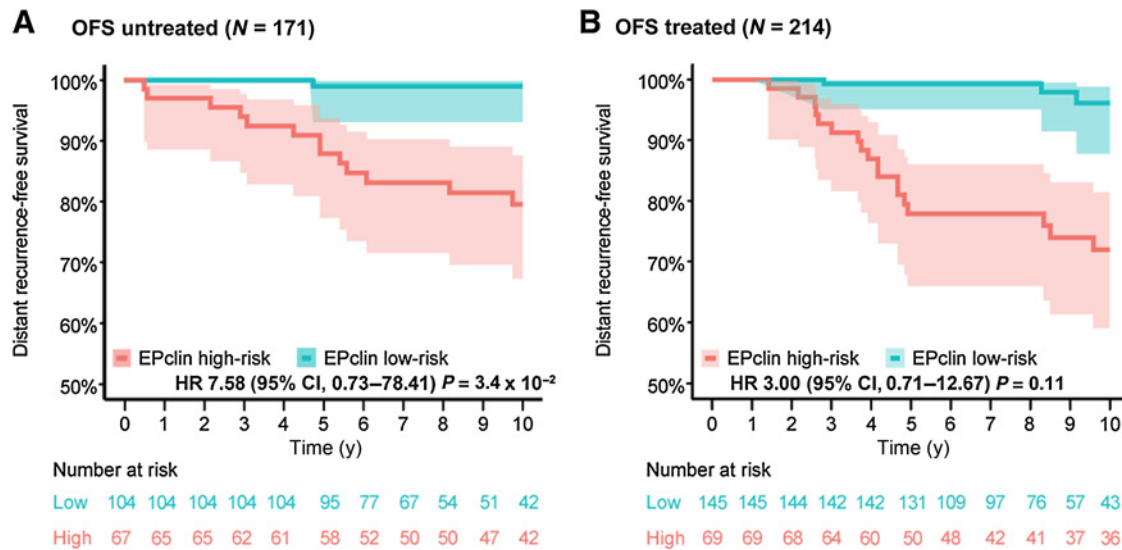 A OFS untreated (N = 171)
Distant recurrence-free survival
100%
90%
80%
70%
60%
50%
EPclin high-risk EPclin low-risk
HR 7.58 (95% CI, 0.73–78.41) P = 3.4 x 10⁻²
0 1 2 3 4 5 6 7 8 9 10
Time (y)
Number at risk
Low 104 104 104 104 104 95 77 67 54 51 42
High 67 65 65 62 61 58 52 50 50 47 42
B OFS treated (N = 214)
Distant recurrence-free survival
100%
90%
80%
70%
60%
50%
EPclin high-risk EPclin low-risk
HR 3.00 (95% CI, 0.71–12.67) P = 0.11
0 1 2 3 4 5 6 7 8 9 10
Time (y)
Number at risk
Low 145 145 144 142 142 131 109 97 76 57 43
High 69 69 68 64 60 50 48 42 41 37 36